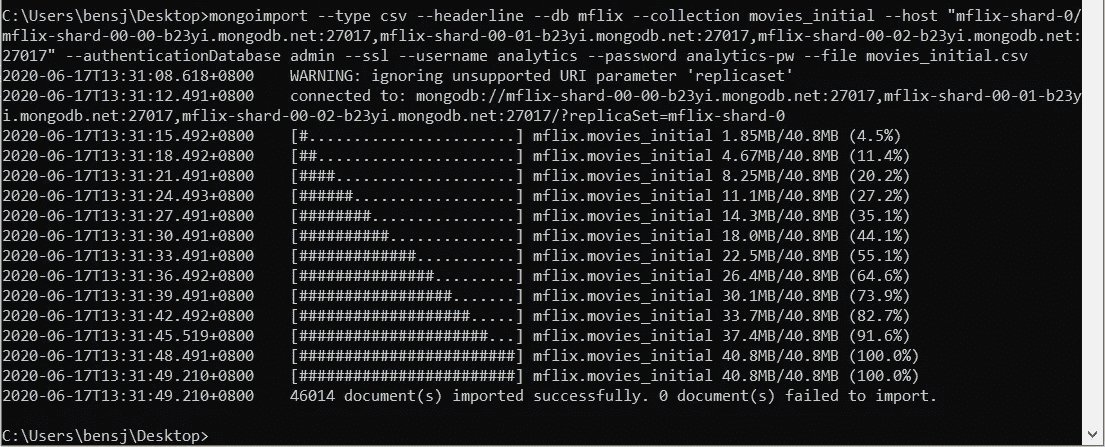 C:\Users\bensj\Desktop>mongoimport --type csv --headerline --db mflix --collection movies_initial --host "mflix-shard-0/
mflix-shard-00-00-b23yi.mongodb.net:27017,mflix-shard-00-01-b23yi.mongodb.net:27017,mflix-shard-00-02-b23yi.mongodb.net:
27017" --authenticationDatabase admin --ssl --username analytics --password analytics-pw --file movies_initial.csv
2020-06-17T13:31:08.618+0800    WARNING: ignoring unsupported URI parameter 'replicaset'
2020-06-17T13:31:12.491+0800    connected to: mongodb://mflix-shard-00-00-b23yi.mongodb.net:27017,mflix-shard-00-01-b23y
i.mongodb.net:27017,mflix-shard-00-02-b23yi.mongodb.net:27017/?replicaSet=mflix-shard-0
2020-06-17T13:31:15.492+0800    [#.......................] mflix.movies_initial 1.85MB/40.8MB (4.5%)
2020-06-17T13:31:18.492+0800    [##......................] mflix.movies_initial 4.67MB/40.8MB (11.4%)
2020-06-17T13:31:21.491+0800    [####....................] mflix.movies_initial 8.25MB/40.8MB (20.2%)
2020-06-17T13:31:24.493+0800    [######..................] mflix.movies_initial 11.1MB/40.8MB (27.2%)
2020-06-17T13:31:27.491+0800    [########................] mflix.movies_initial 14.3MB/40.8MB (35.1%)
2020-06-17T13:31:30.491+0800    [##########..............] mflix.movies_initial 18.0MB/40.8MB (44.1%)
2020-06-17T13:31:33.491+0800    [#############...........] mflix.movies_initial 22.5MB/40.8MB (55.1%)
2020-06-17T13:31:36.492+0800    [###############.........] mflix.movies_initial 26.4MB/40.8MB (64.6%)
2020-06-17T13:31:39.491+0800    [#################.......] mflix.movies_initial 30.1MB/40.8MB (73.9%)
2020-06-17T13:31:42.492+0800    [###################.....] mflix.movies_initial 33.7MB/40.8MB (82.7%)
2020-06-17T13:31:45.519+0800    [#####################...] mflix.movies_initial 37.4MB/40.8MB (91.6%)
2020-06-17T13:31:48.491+0800    [########################] mflix.movies_initial 40.8MB/40.8MB (100.0%)
2020-06-17T13:31:49.210+0800    [########################] mflix.movies_initial 40.8MB/40.8MB (100.0%)
2020-06-17T13:31:49.210+0800    46014 document(s) imported successfully. 0 document(s) failed to import.
C:\Users\bensj\Desktop>